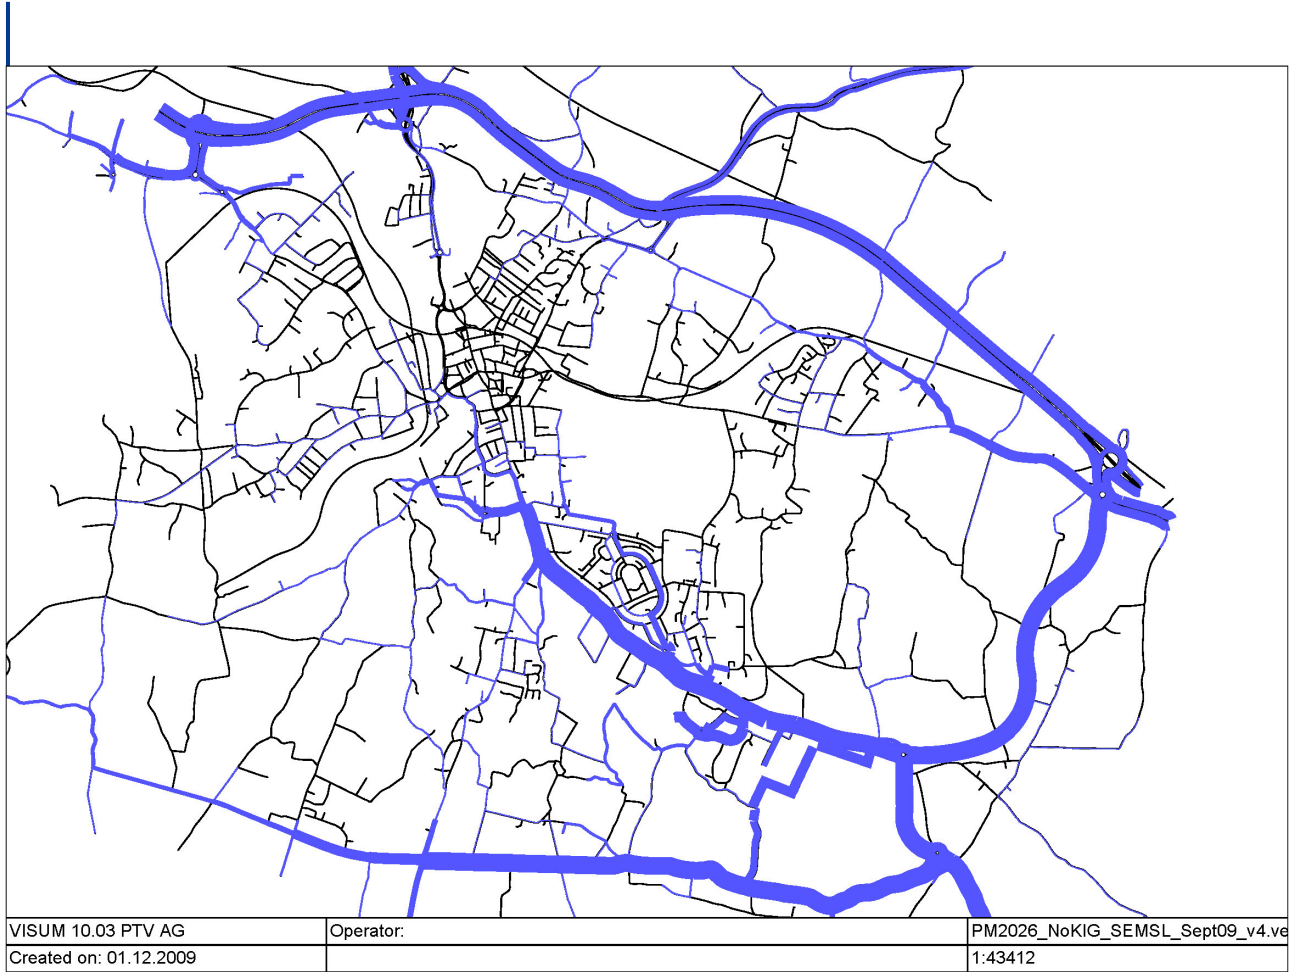 VISUM 10.03 PTV AG
Operator:
PM2026_NoKIG_SEMSL_Sept09_v4.ve
Created on: 01.12.2009
1:43412